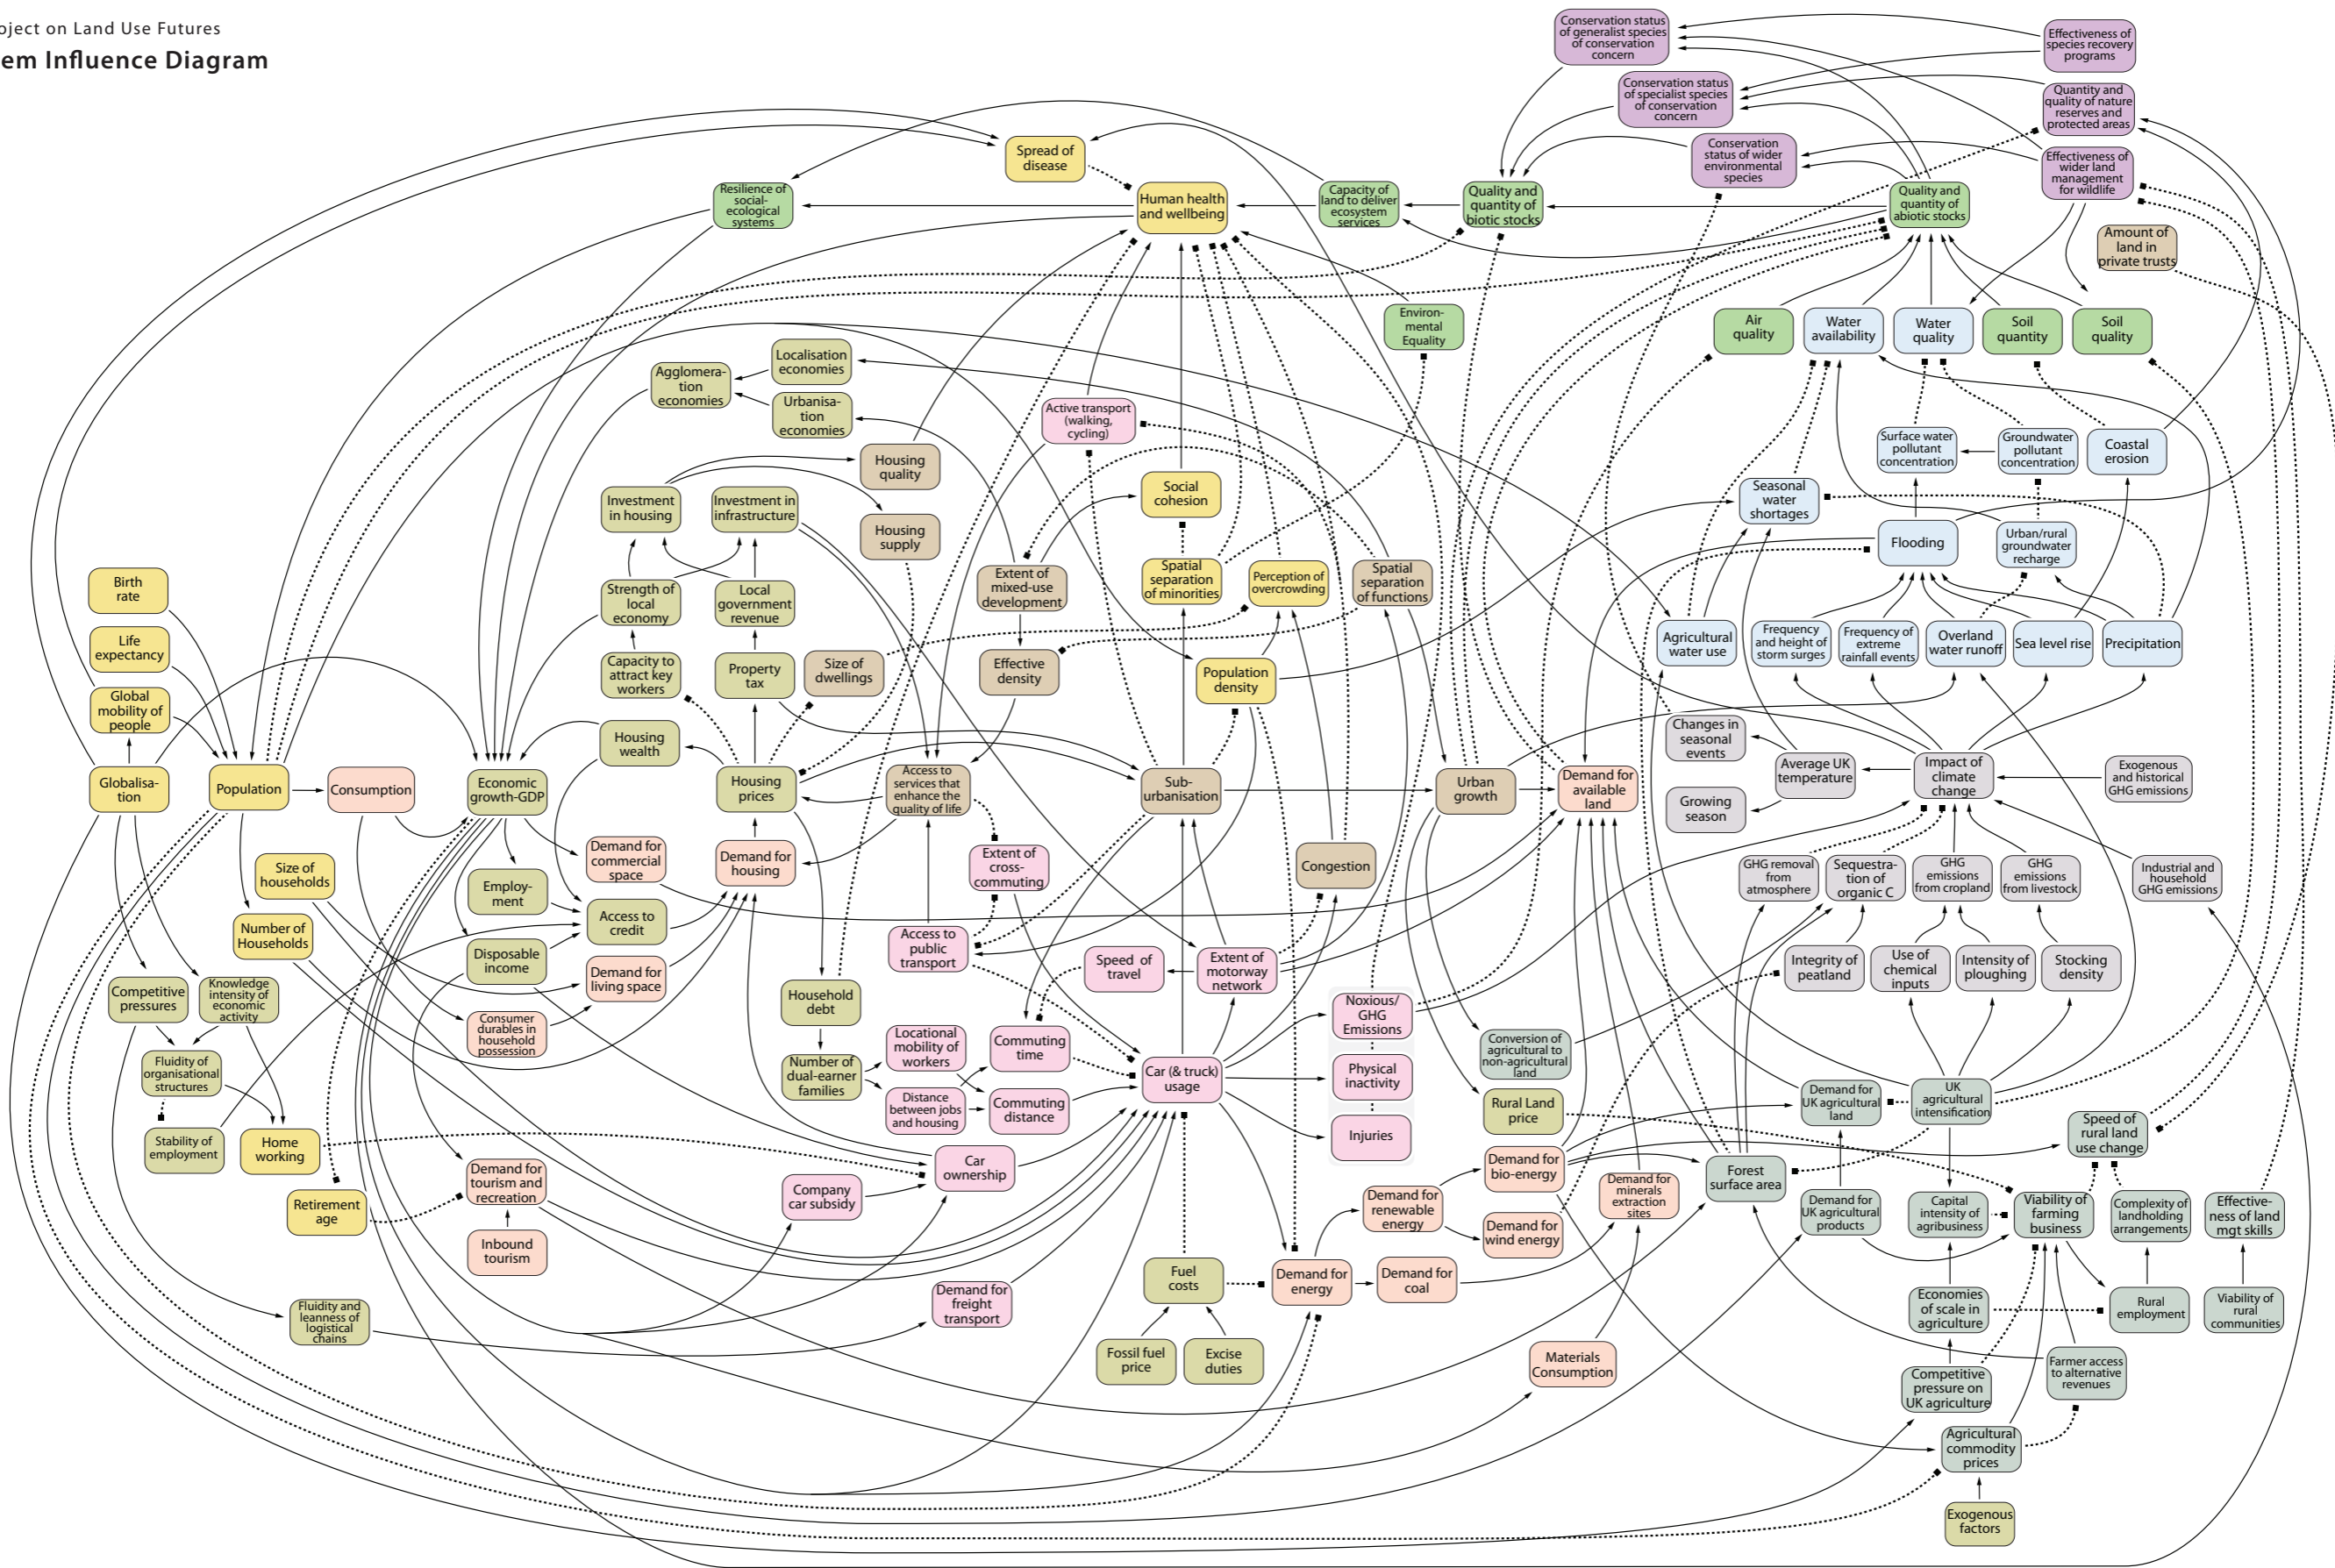 oject on Land Use Futures
em Influence Diagram
Conservation status
of generalist species
of conservation
concern
Effectiveness of
species recovery
programs
Conservation status
of specialist species
of conservation
concern
Quantity and
quality of nature
reserves and
protected areas
Spread of
disease
Conservation
status of wider
environmental
species
Effectiveness of
wider land
management
for wildlife
Resilience of
social-
ecological
systems
Human health
and wellbeing
Capacity of
land to deliver
ecosystem
services
Quality and
quantity of
biotic stocks
Quality and
quantity of
abiotic stocks
Amount of
land in
private trusts
Environ-
mental
Equality
Air
quality
Water
availability
Water
quality
Soil
quantity
Soil
quality
Localisation
economies
Agglomera-
tion
economies
Urbanisa-
tion
economies
Active transport
(walking,
cycling)
Housing
quality
Surface water
pollutant
concentration
Groundwater
pollutant
concentration
Coastal
erosion
Investment
in housing
Investment in
infrastructure
Social
cohesion
Seasonal
water
shortages
Housing
supply
Flooding
Urban/rural
groundwater
recharge
Birth
rate
Strength of
local
economy
Local
government
revenue
Extent of
mixed-use
development
Spatial
separation
of minorities
Perception of
overcrowding
Spatial
separation
of functions
Life
expectancy
Capacity to
attract key
workers
Property
tax
Size of
dwellings
Effective
density
Population
density
Agricultural
water use
Frequency
and height of
storm surges
Frequency of
extreme
rainfall events
Overland
water runoff
Sea level rise
Precipitation
Global
mobility of
people
Housing
wealth
Changes in
seasonal
events
Globalisa-
tion
Population
Consumption
Economic
growth-GDP
Housing
prices
Access to
services that
enhance the
quality of life
Sub-
urbanisation
Urban
growth
Demand for
available
land
Average UK
temperature
Impact of
climate
change
Exogenous
and historical
GHG emissions
Growing
season
Size of
households
Demand for
commercial
space
Demand for
housing
Extent of
cross-
commuting
Congestion
GHG removal
from
atmosphere
Sequestra-
tion of
organic C
GHG
emissions
from cropland
GHG
emissions
from livestock
Industrial and
household
GHG emissions
Employ-
ment
Access to
credit
Number of
Households
Disposable
income
Demand for
living space
Access to
public
transport
Speed of
travel
Extent of
motorway
network
Integrity of
peatland
Use of
chemical
inputs
Intensity of
ploughing
Stocking
density
Competitive
pressures
Knowledge
intensity of
economic
activity
Consumer
durables in
household
possession
Household
debt
Noxious/
GHG
Emissions
Locational
mobility of
workers
Commuting
time
Conversion of
agricultural to
non-agricultural
land
Fluidity of
organisational
structures
Number of
dual-earner
families
Car (& truck)
usage
Physical
inactivity
Distance
between jobs
and housing
Commuting
distance
Rural Land
price
Demand for
UK agricultural
land
UK
agricultural
intensification
Speed of
rural land
use change
Stability of
employment
Home
working
Injuries
Car
ownership
Demand for
tourism and
recreation
Company
car subsidy
Demand for
bio-energy
Forest
surface area
Retirement
age
Demand for
renewable
energy
Demand for
wind energy
Demand for
minerals
extraction
sites
Demand for
UK agricultural
products
Capital
intensity of
agribusiness
Viability of
farming
business
Complexity of
landholding
arrangements
Effective-
ness of land
mgt skills
Inbound
tourism
Fuel
costs
Demand for
energy
Demand for
coal
Demand for
freight
transport
Fluidity and
leanness of
logistical
chains
Economies
of scale in
agriculture
Rural
employment
Viability of
rural
communities
Fossil fuel
price
Excise
duties
Materials
Consumption
Competitive
pressure on
UK agriculture
Farmer access
to alternative
revenues
Agricultural
commodity
prices
Exogenous
factors